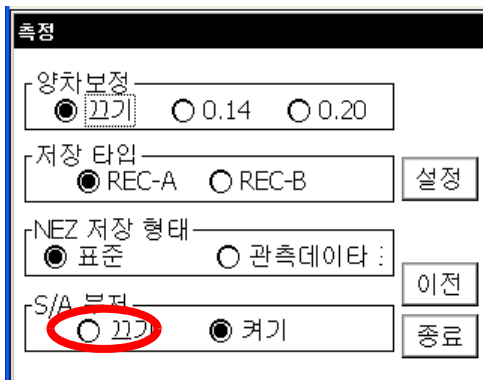 측정
양차보정
끄기 0.14 0.20
저장 타입
REC-A REC-B
설정
NEZ 저장 형태
표준 관측데이타
이전
S/A
끄기 켜기
종료